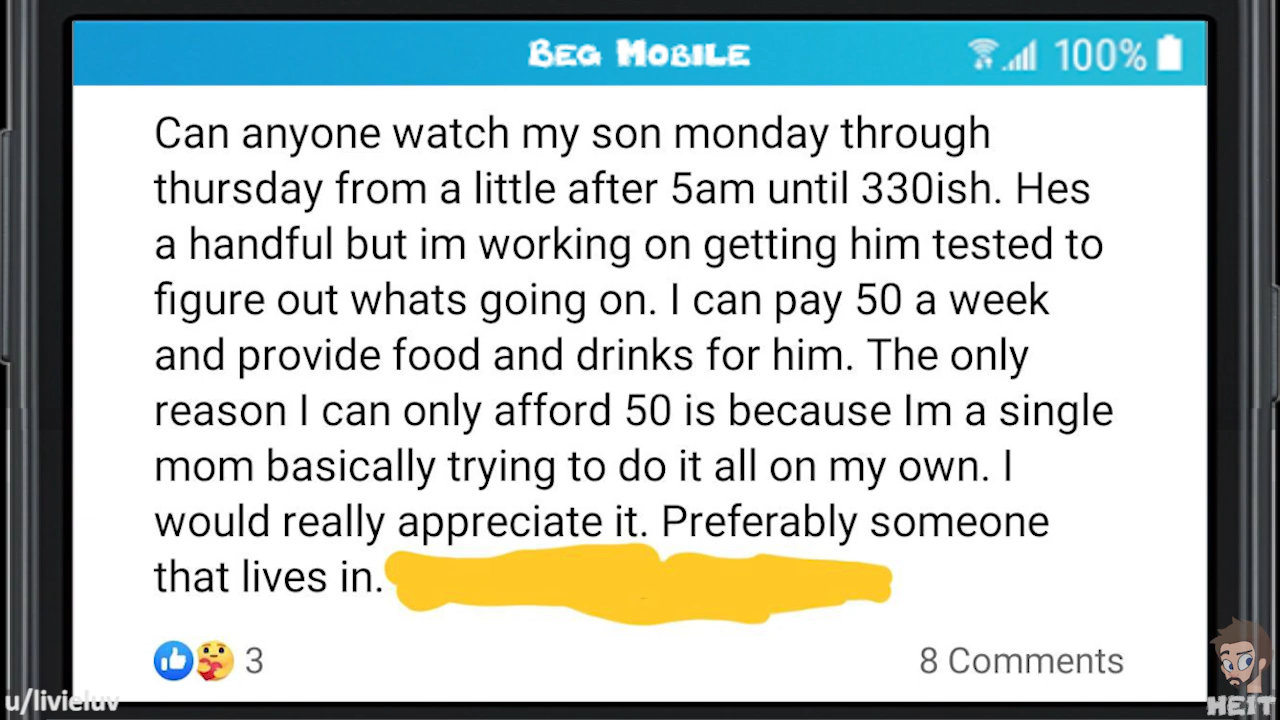 BEG MOBILE
100%
Can anyone watch my son monday through
thursday from a little after 5am until 330ish. Hes
a handful but im working on getting him tested to
figure out whats going on. I can pay 50 a week
and provide food and drinks for him. The only
reason I can only afford 50 is because Im a single
mom basically trying to do it all on my own. I
would really appreciate it. Preferably someone
that lives in.
3
8 Comments
u/livieluv
HEIT